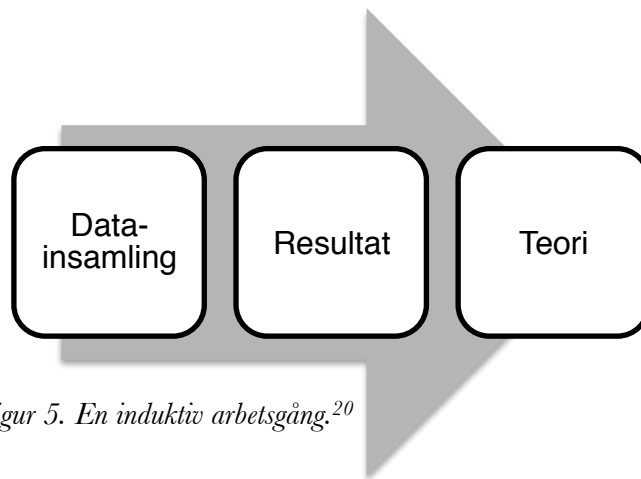 Data-
insamling
Resultat
Teori
igur 5. En induktiv arbetsgång.20